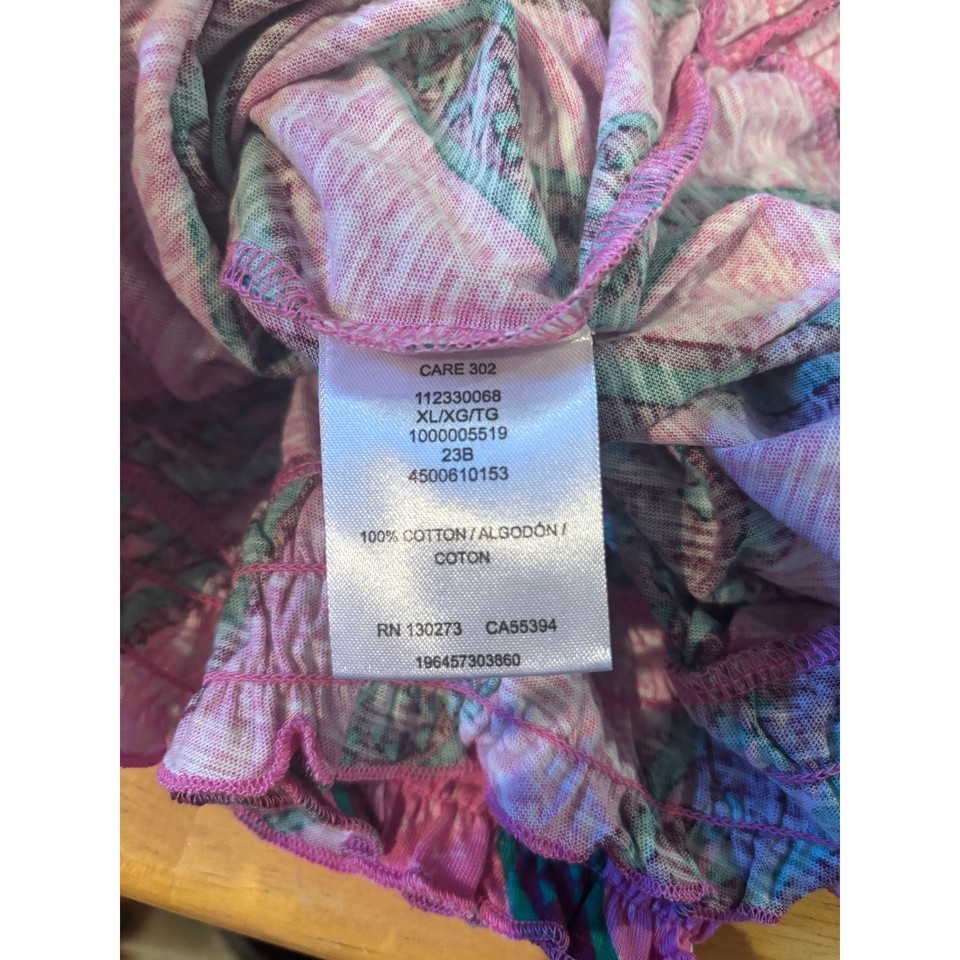 CARE 302
112330068
XL/XG/TG
1000005519
23B
4500610153
100% COTTON / ALGODÓN /
COTON
RN 130273 CA55394
196457303860